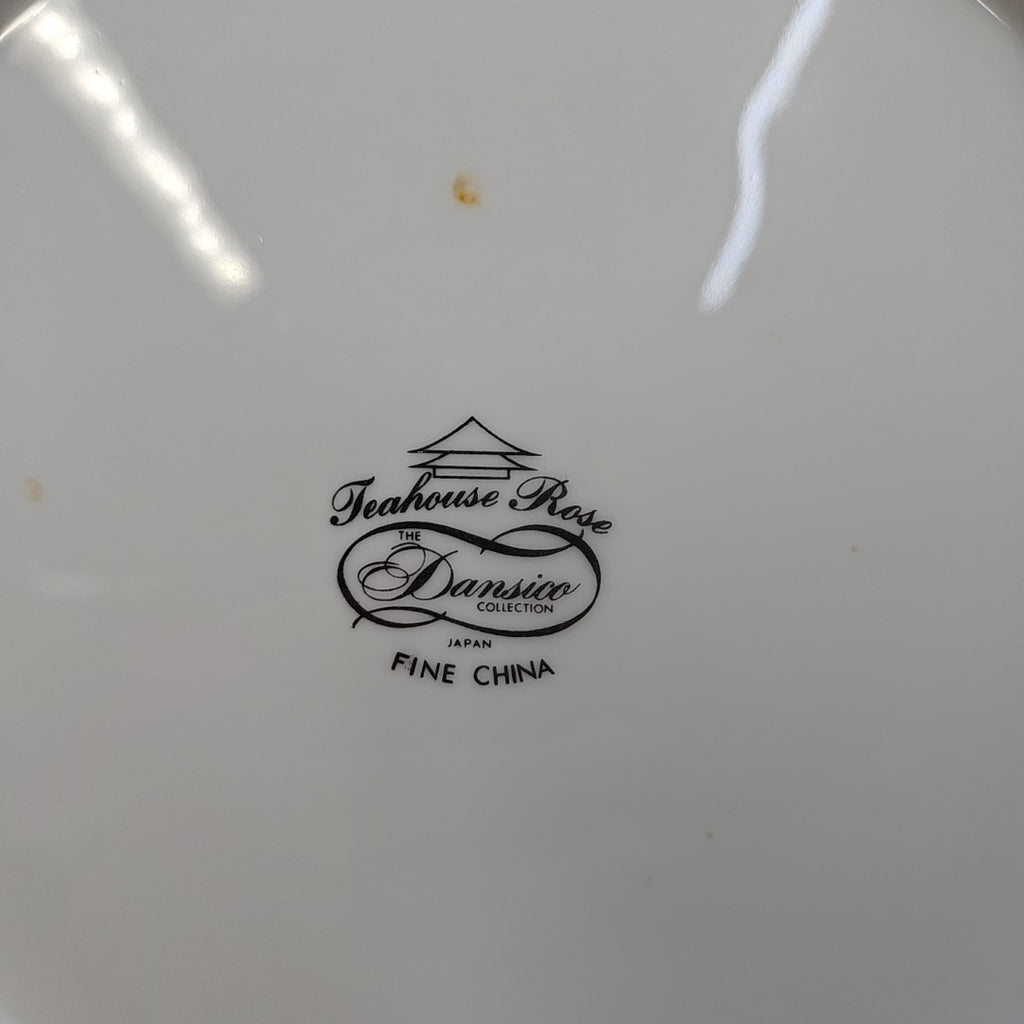 Teahouse Rose
THE
Dansico
COLLECTION
JAPAN
FINE CHINA